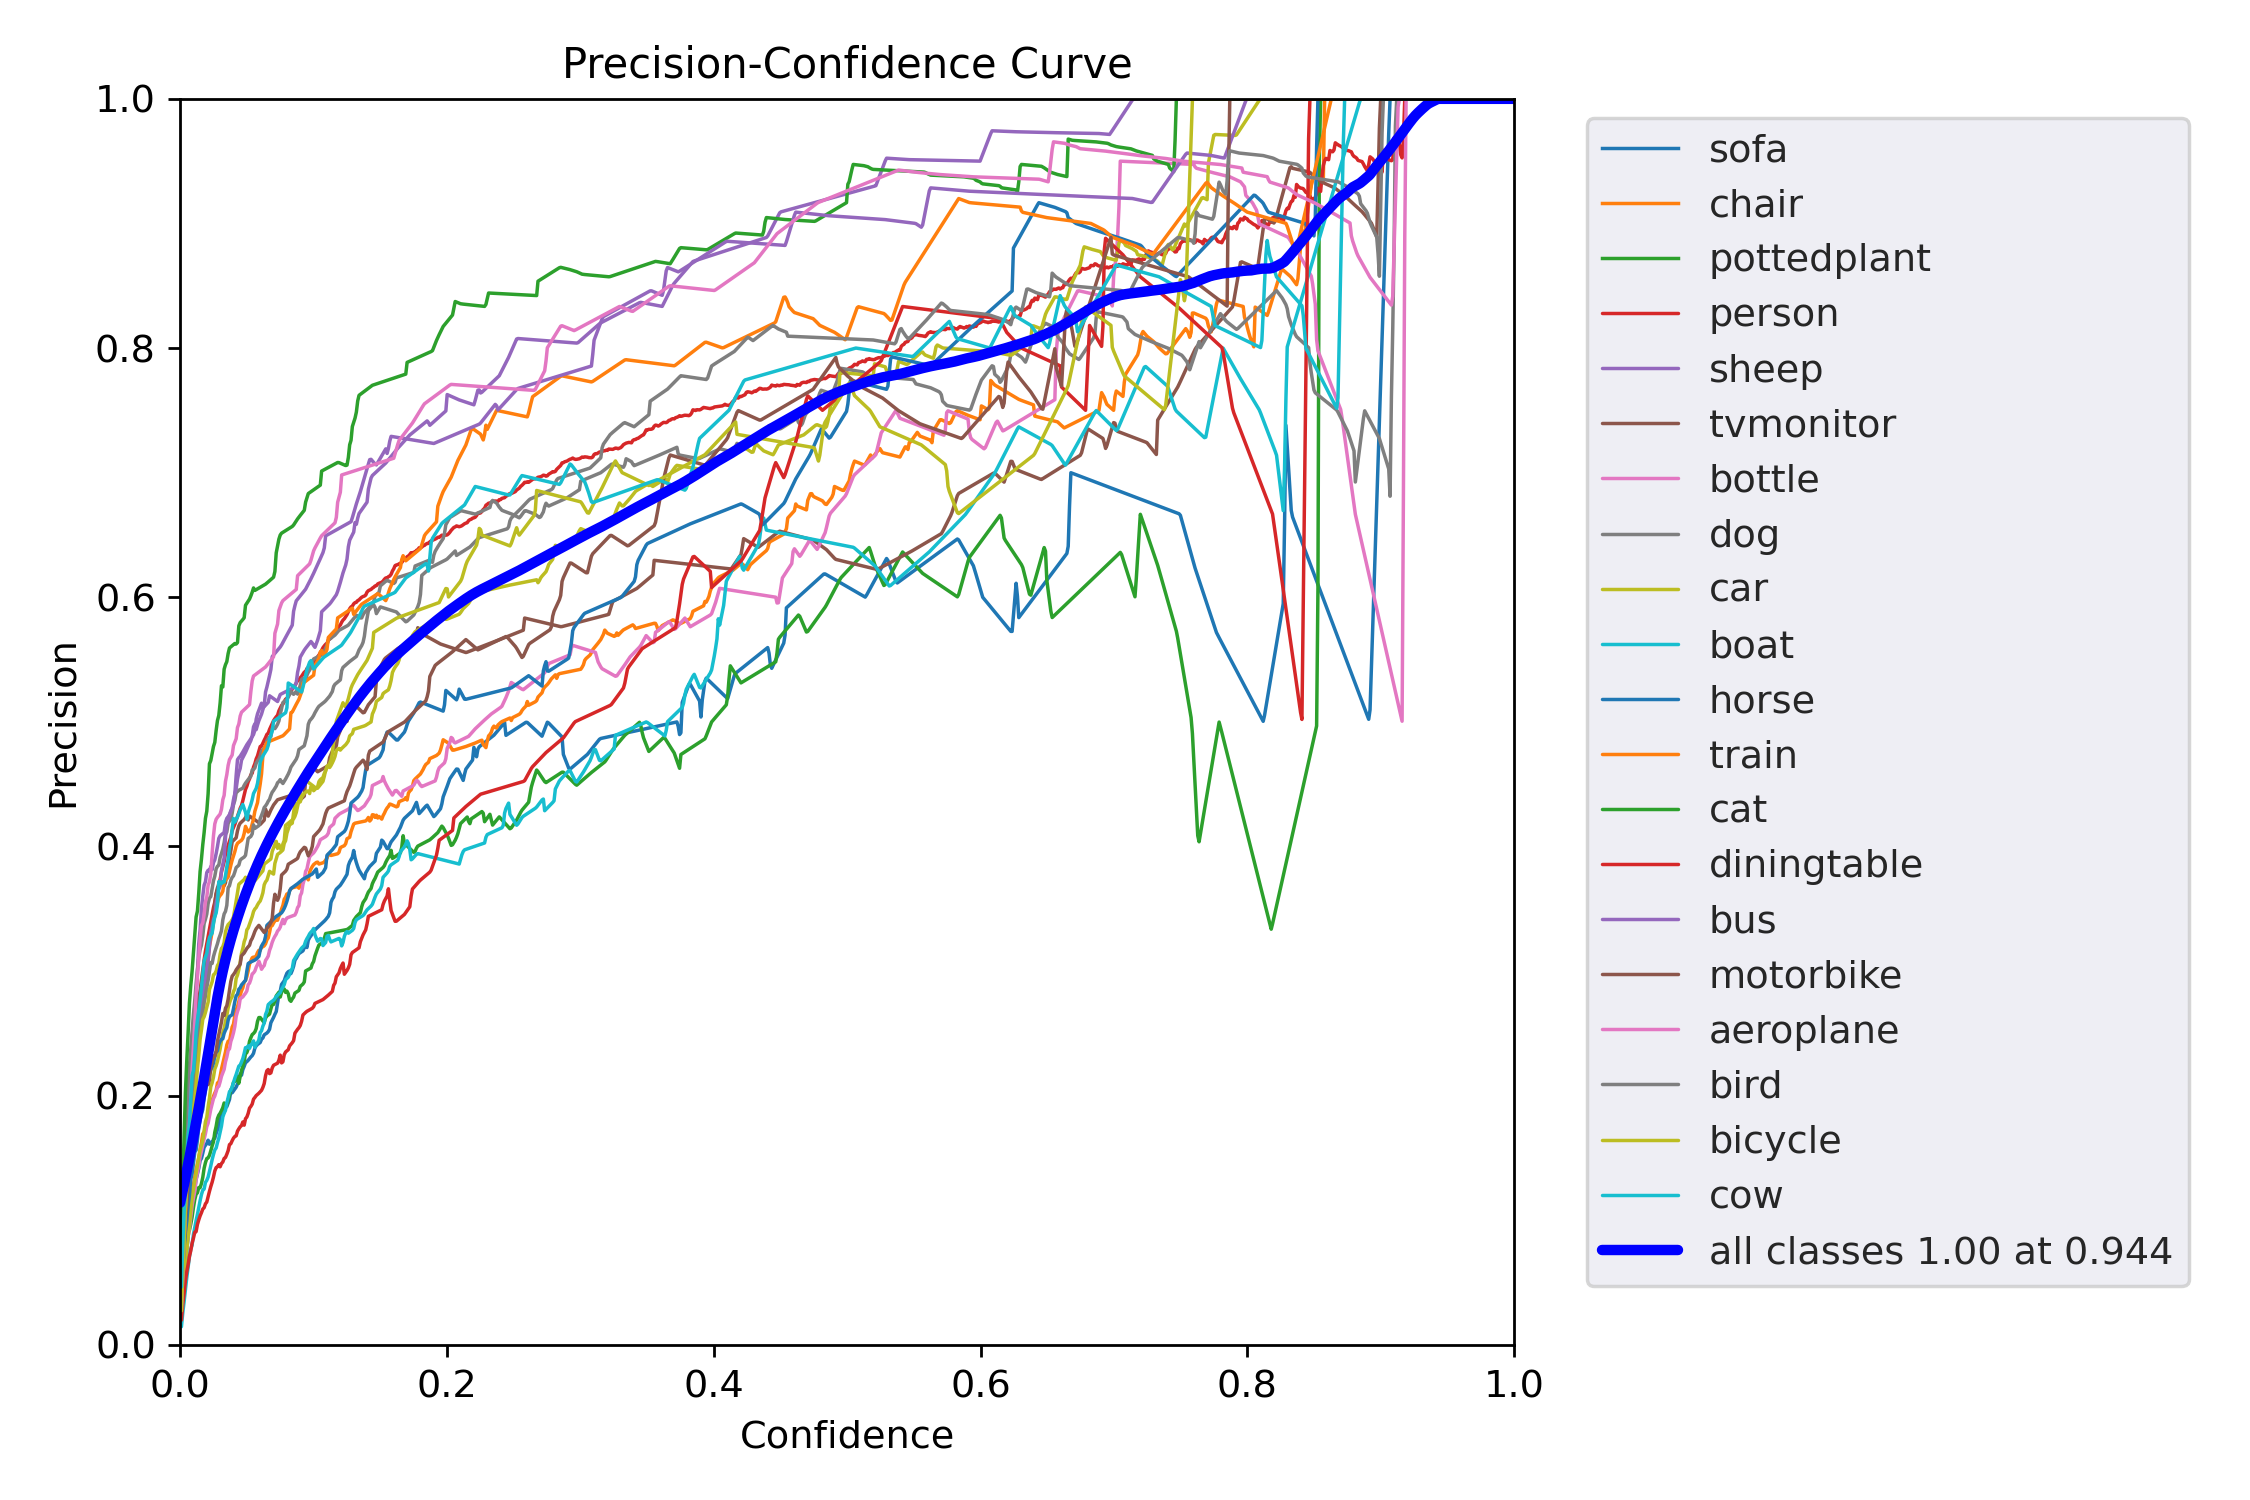 Precision-Confidence Curve
1.0
0.8
0.6
0.4
0.2
0.0
Precision
0.0 0.2 0.4 0.6 0.8 1.0
Confidence
sofa
chair
pottedplant
person
sheep
tvmonitor
bottle
dog
car
boat
horse
train
cat
diningtable
bus
motorbike
aeroplane
bird
bicycle
cow
all classes 1.00 at 0.944